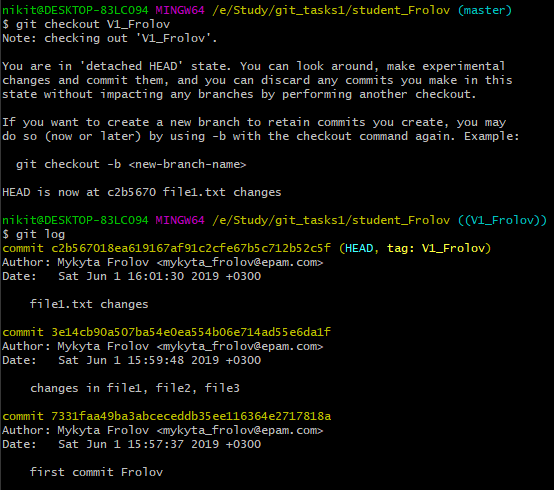 nikit@DESKTOP-83LC094 MINGW64 /e/Study/git_tasks1/student_Frolov (master)
$ git checkout V1_Frolov
Note: checking out 'V1_Frolov'.
You are in 'detached HEAD' state. You can look around, make experimental
changes and commit them, and you can discard any commits you make in this
state without impacting any branches by performing another checkout.
If you want to create a new branch to retain commits you create, you may
do so (now or later) by using -b with the checkout command again. Example:
git checkout -b <new-branch-name>
HEAD is now at c2b5670 file1.txt changes
nikit@DESKTOP-83LC094 MINGW64 /e/Study/git_tasks1/student_Frolov ((V1_Frolov))
$ git log
commit c2b567018ea619167af91c2cfe67b5c712b52c5f (HEAD, tag: V1_Frolov)
Author: Mykyta Frolov <mykyta_frolov@epam.com>
Date: Sat Jun 1 16:01:30 2019 +0300
file1.txt changes
commit 3e14cb90a507ba54e0ea554b06e714ad55e6da1f
Author: Mykyta Frolov <mykyta_frolov@epam.com>
Date: Sat Jun 1 15:59:48 2019 +0300
changes in file1, file2, file3
commit 7331faa49ba3abcececddb35ee116364e2717818a
Author: Mykyta Frolov <mykyta_frolov@epam.com>
Date: Sat Jun 1 15:57:37 2019 +0300
first commit Frolov